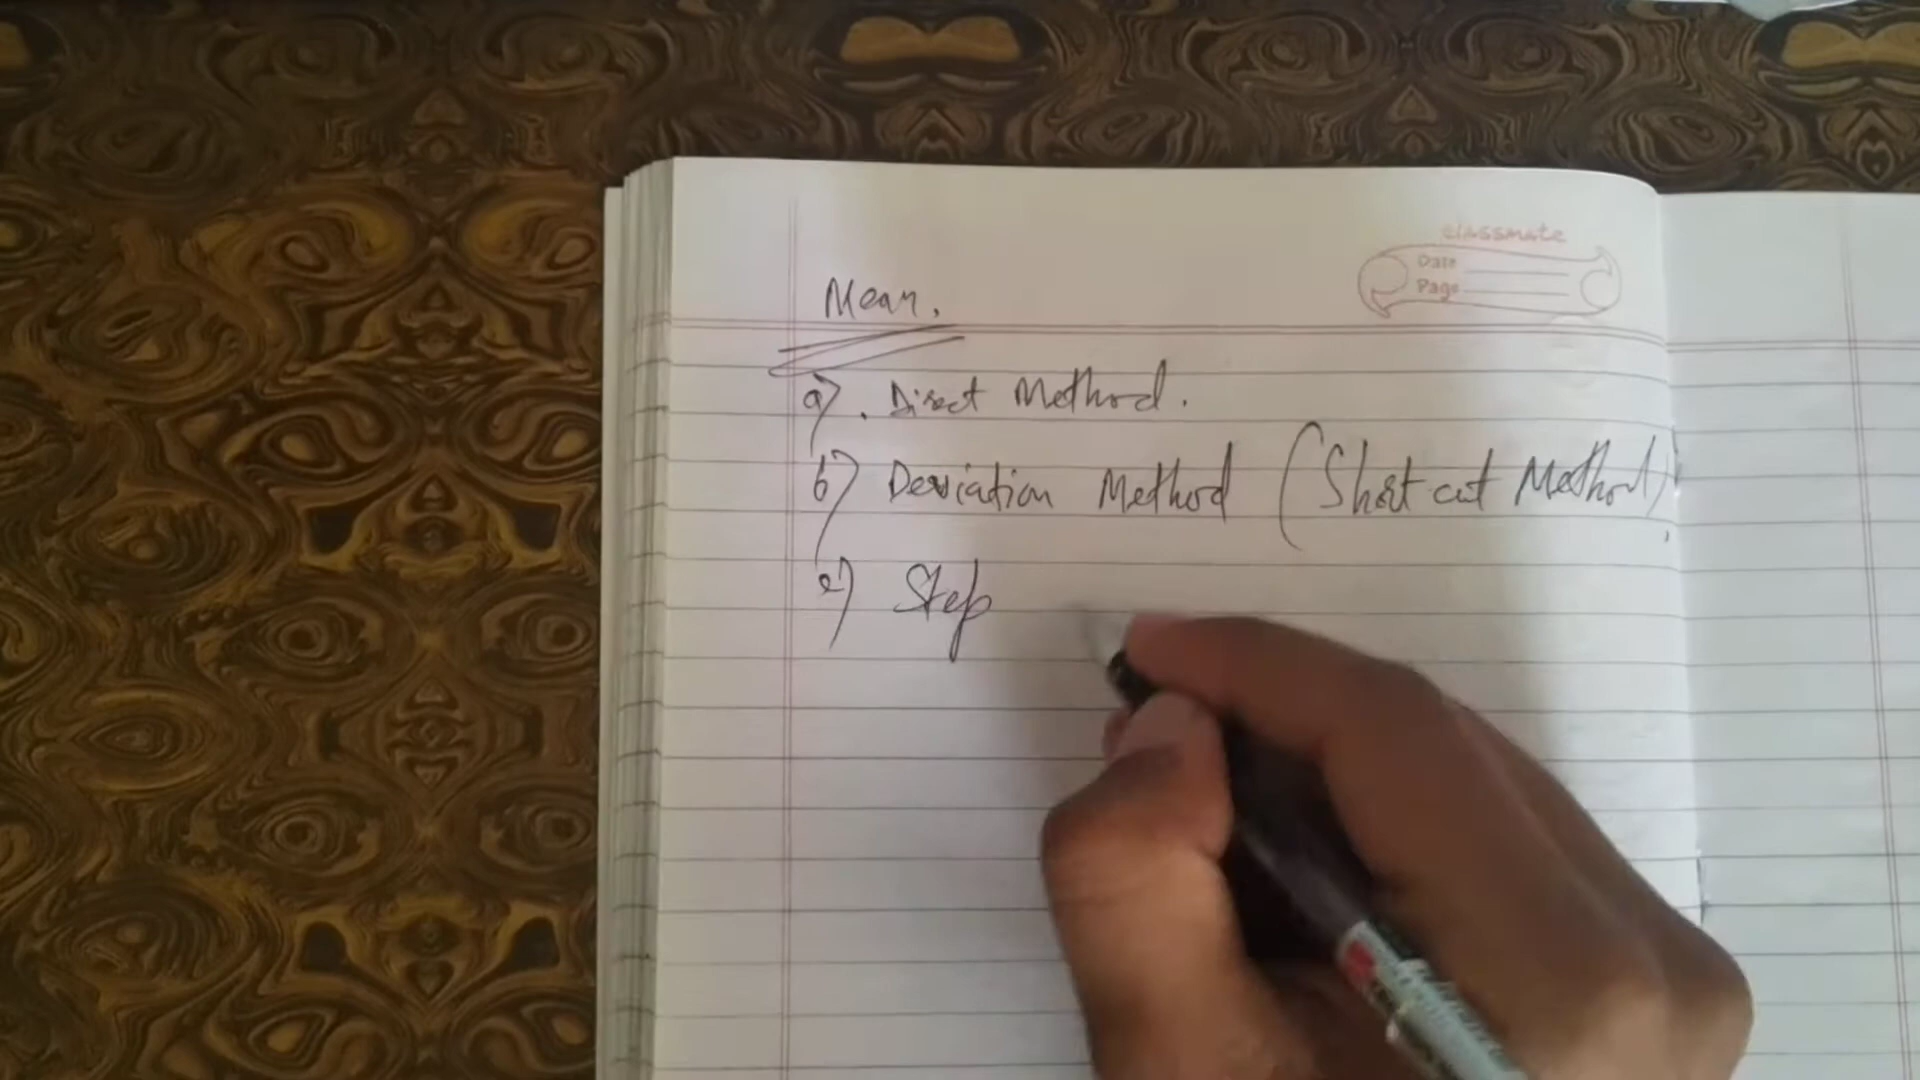 classmate
Date
Page
Mean.
a). Direct Method.
b) Deviation Method (Short cut Method).
c) Step